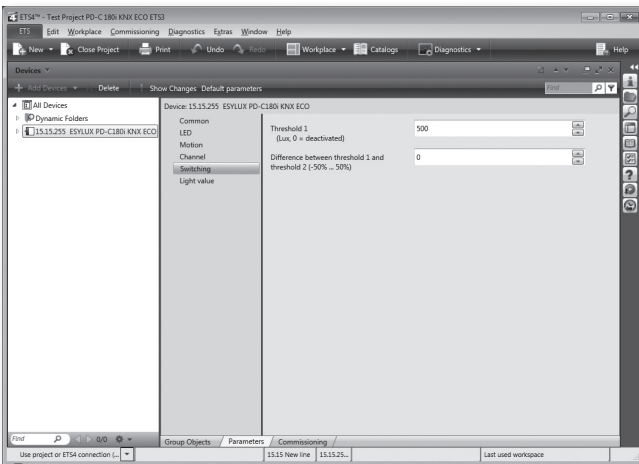 ETS4™ - Test Project PD-C 180i KNX ECO ETS3
ETS Edit Workplace Commissioning Diagnostics Extras Window Help
New Close Project Print Undo Redo Workplace Catalogs Diagnostics Help
Devices
Add Devices Delete Show Changes Default parameters Find
All Devices
Dynamic Folders
15.15.255 ESYLUX PD-C180i KNX ECO
Device: 15.15.255 ESYLUX PD-C180i KNX ECO
Common
LED
Motion
Channel
Switching
Light value
Threshold 1
(Lux, 0 = deactivated)
500
Difference between threshold 1 and
threshold 2 (-50% ... 50%)
0
Find 0/0
Group Objects Parameters Commissioning
Use project or ETS4 connection (... 15.15 New line 15.15.25... Last used workspace